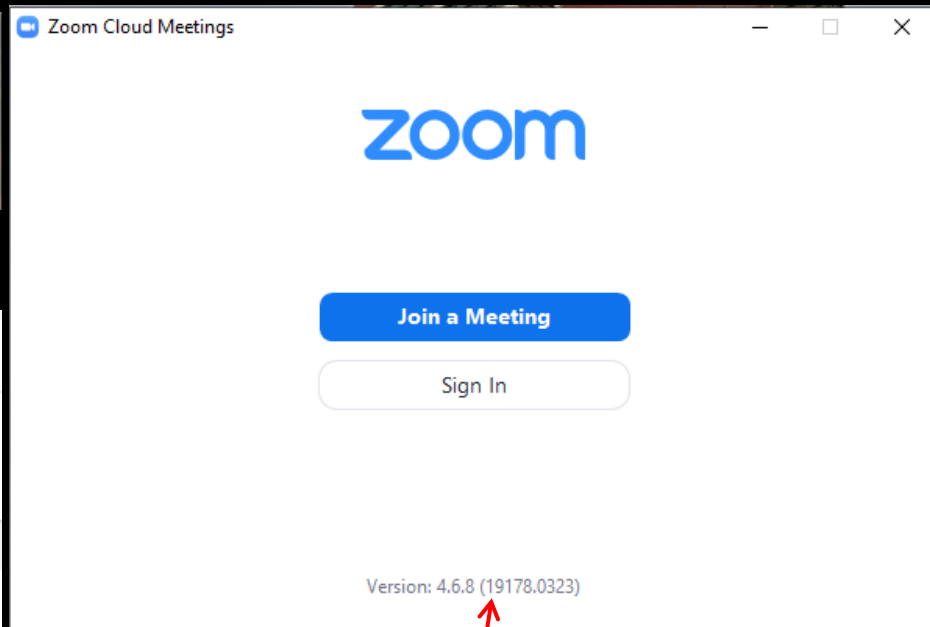 Zoom Cloud Meetings
zoom
Join a Meeting
Sign In
Version: 4.6.8 (19178.0323)